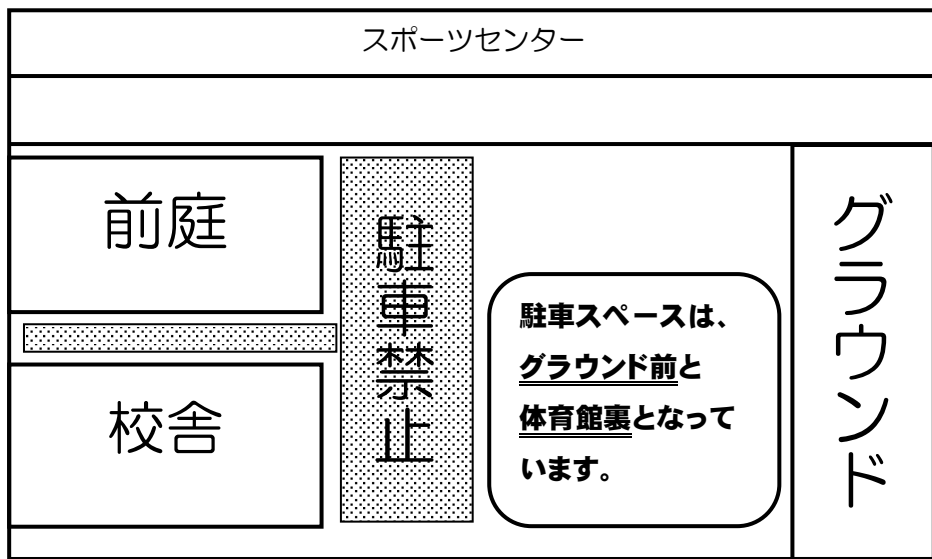 スポーツセンター
前庭
校舎
駐車禁止
駐車スペースは、
グラウンド前と
体育館裏となって
います。
グラウンド